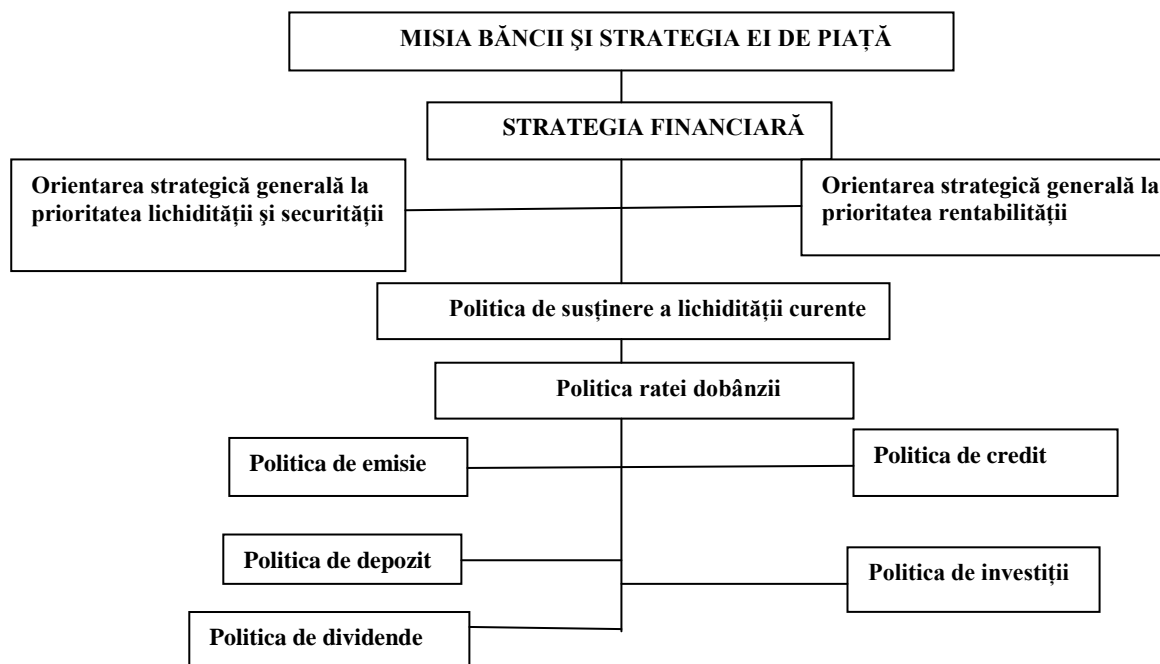 MISIA BĂNCII ŞI STRATEGIA EI DE PIAȚĂ
STRATEGIA FINANCIARĂ
Orientarea strategică generală la
prioritatea lichidității şi securității
Orientarea strategică generală la
prioritatea rentabilității
Politica de susținere a lichidității curente
Politica ratei dobânzii
Politica de emisie
Politica de credit
Politica de depozit
Politica de investiții
Politica de dividende